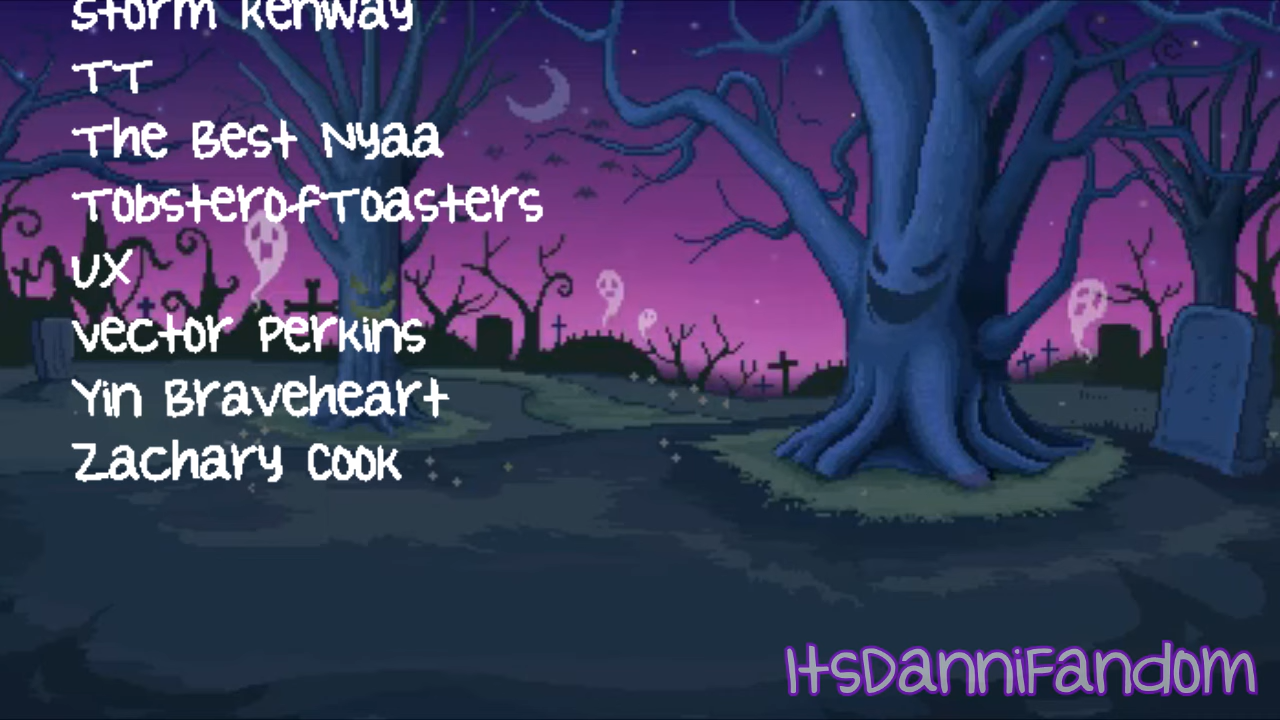 Storm Kenway
TT
The Best Nyaa
TobsterofToasters
UX
Vector Perkins
Yin Braveheart
Zachary Cook
ItsDanniFandom